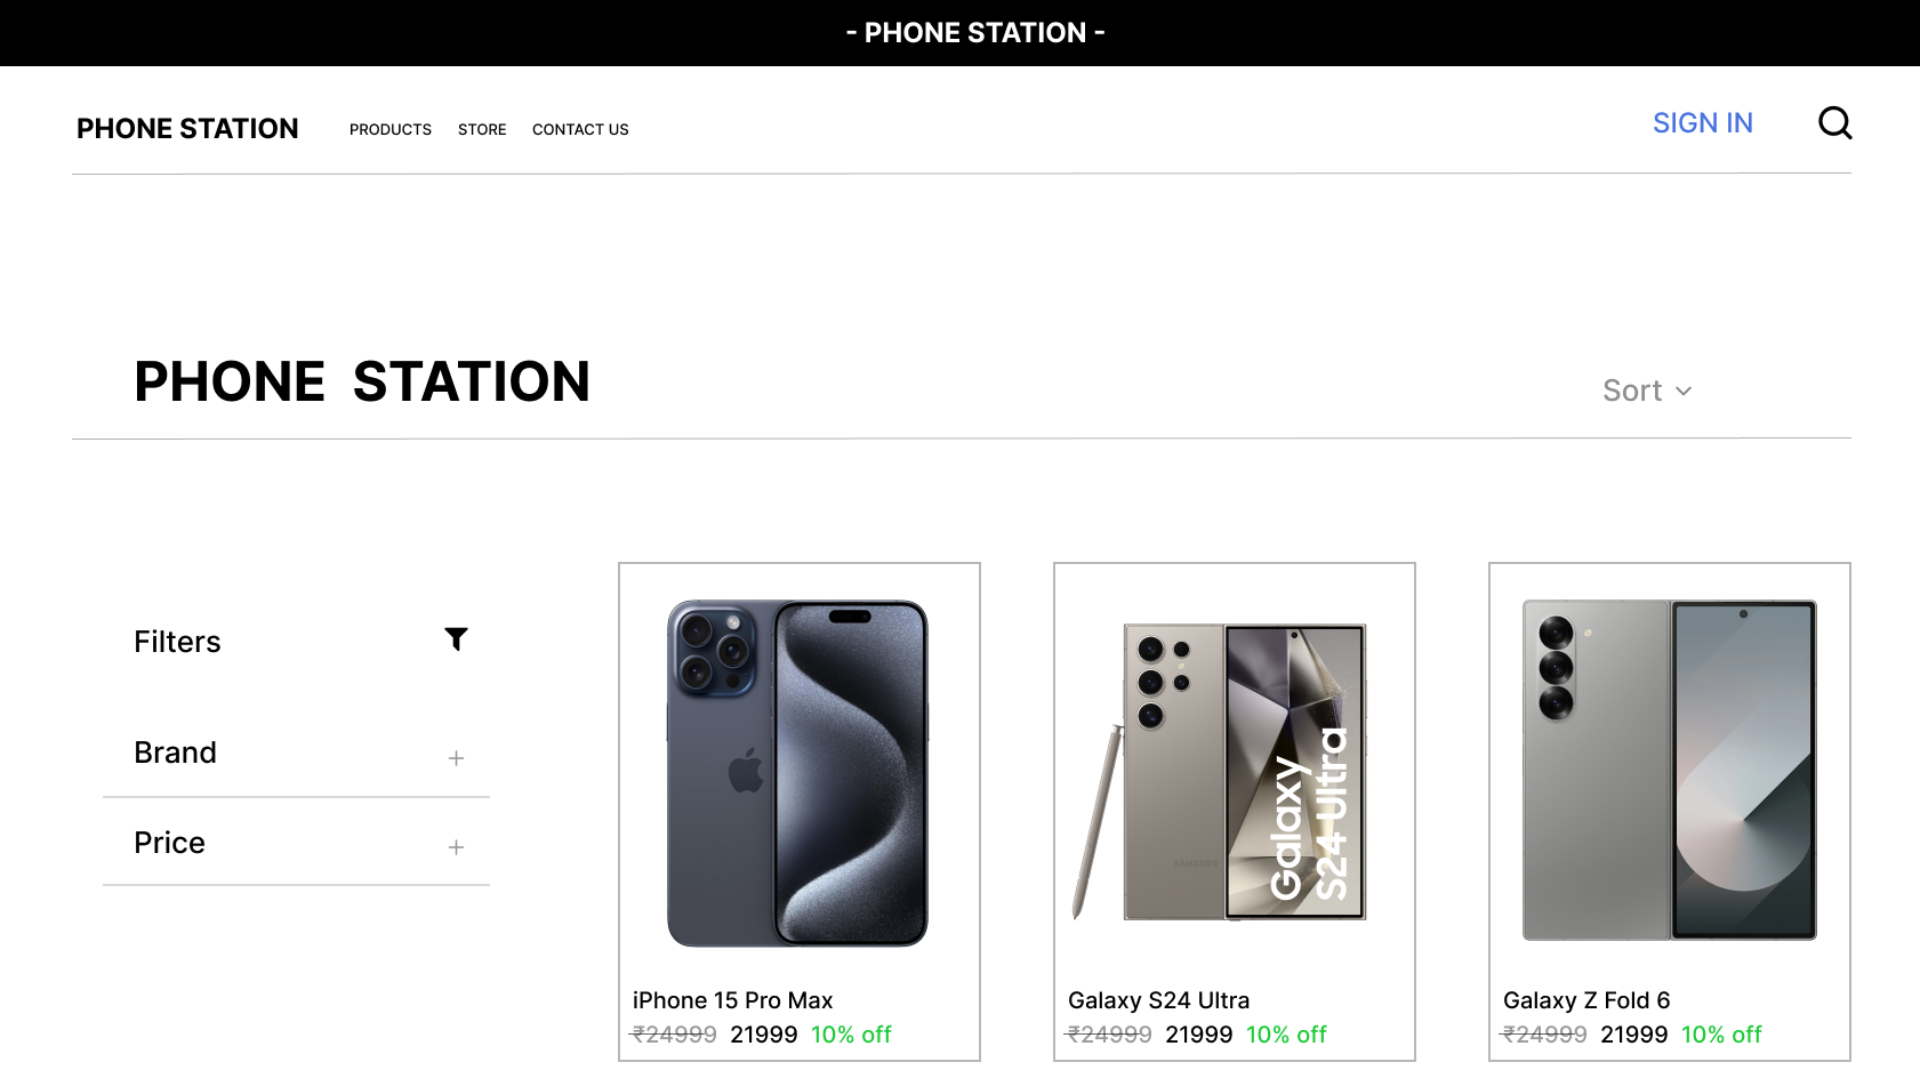 - PHONE STATION -
PHONE STATION PRODUCTS STORE CONTACT US SIGN IN
PHONE STATION Sort
Filters
Brand +
Price +
Galaxy
S24 Ultra
SAMSUNG
iPhone 15 Pro Max
₹24999 21999 10% off
Galaxy S24 Ultra
₹24999 21999 10% off
Galaxy Z Fold 6
₹24999 21999 10% off